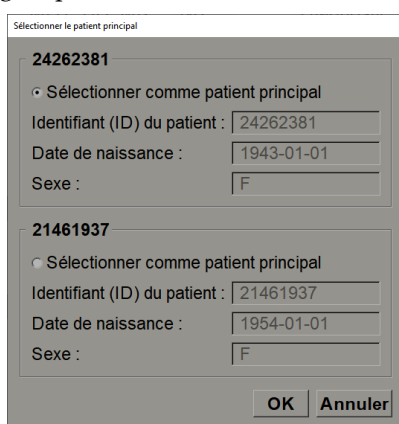 Sélectionner le patient principal
24262381
Sélectionner comme patient principal
Identifiant (ID) du patient : 24262381
Date de naissance : 1943-01-01
Sexe : F
21461937
Sélectionner comme patient principal
Identifiant (ID) du patient : 21461937
Date de naissance : 1954-01-01
Sexe : F
OK Annuler